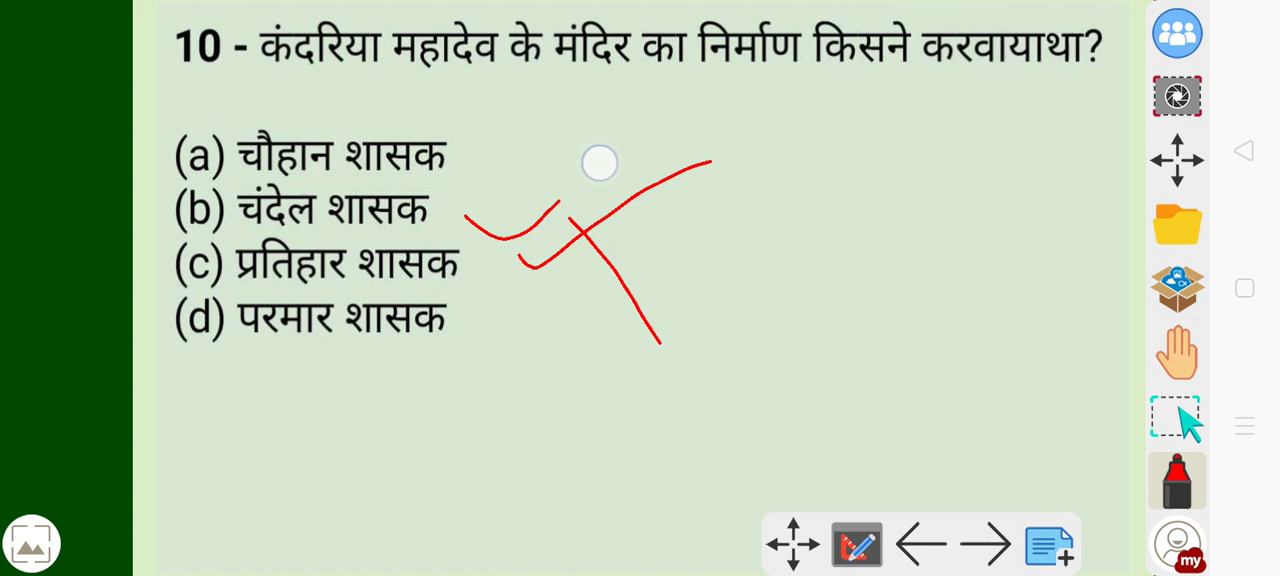 10 - कंदरिया महादेव के मंदिर का निर्माण किसने करवायाथा?
(a) चौहान शासक
(b) चंदेल शासक
(c) प्रतिहार शासक
(d) परमार शासक
my